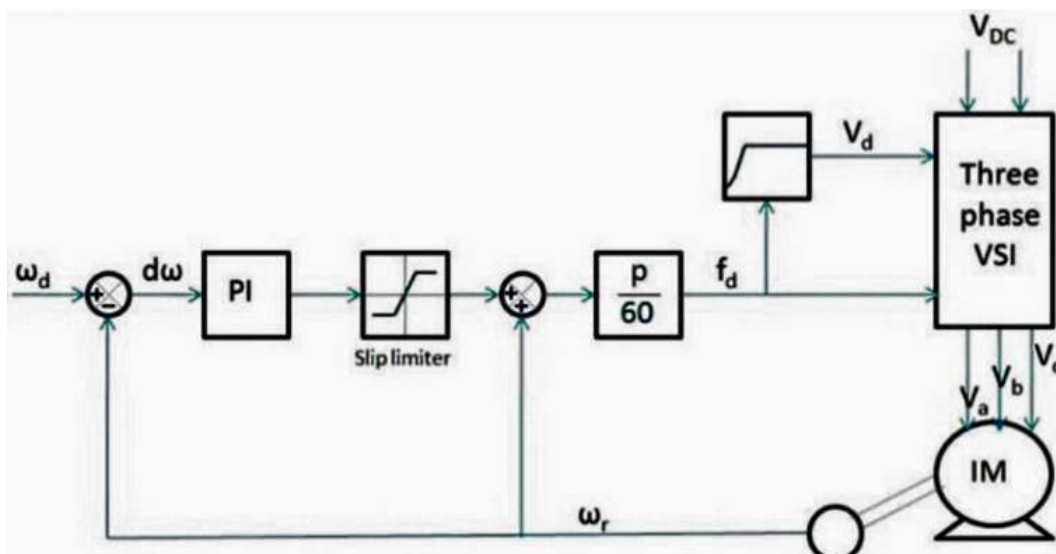 V_DC
V_d
Three
phase
VSI
ω_d
+
−
dω
PI
Slip limiter
+
+
p
60
f_d
V_a
V_b
IM
ω_r